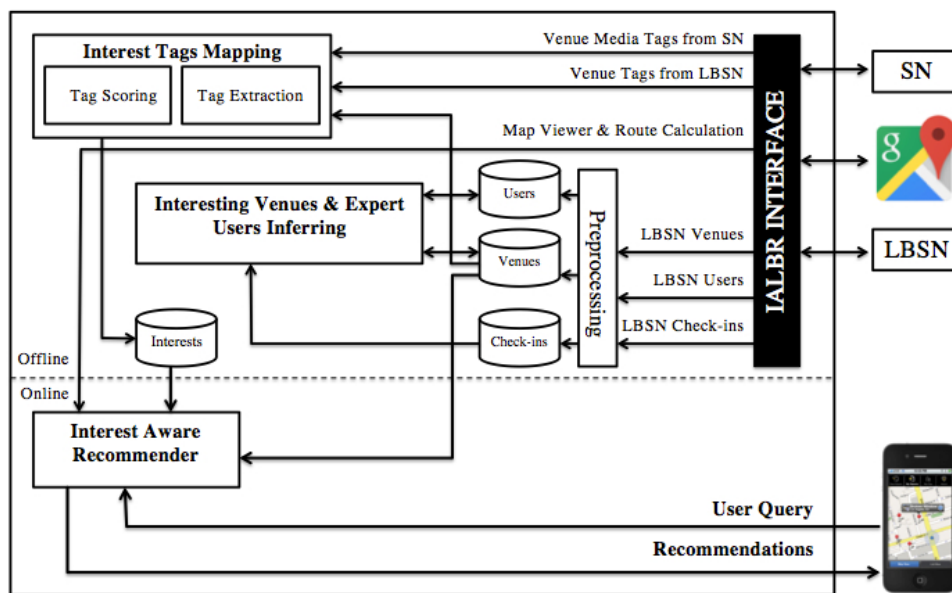 Interest Tags Mapping
Tag Scoring
Tag Extraction
Venue Media Tags from SN
Venue Tags from LBSN
Map Viewer & Route Calculation
IALBR INTERFACE
SN
g
LBSN
Interesting Venues & Expert
Users Inferring
Users
Venues
Check-ins
Preprocessing
LBSN Venues
LBSN Users
LBSN Check-ins
Interests
Offline
Online
Interest Aware
Recommender
User Query
Recommendations